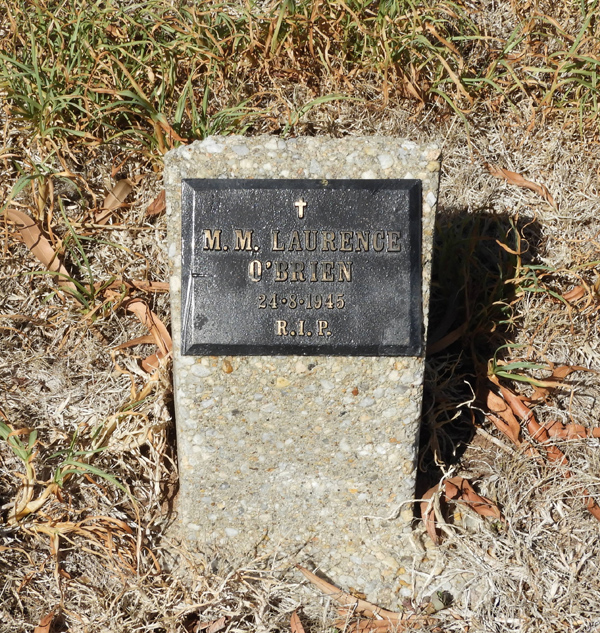 M. M. LAURENCE
O'BRIEN
24·8·1945
R.I.P.